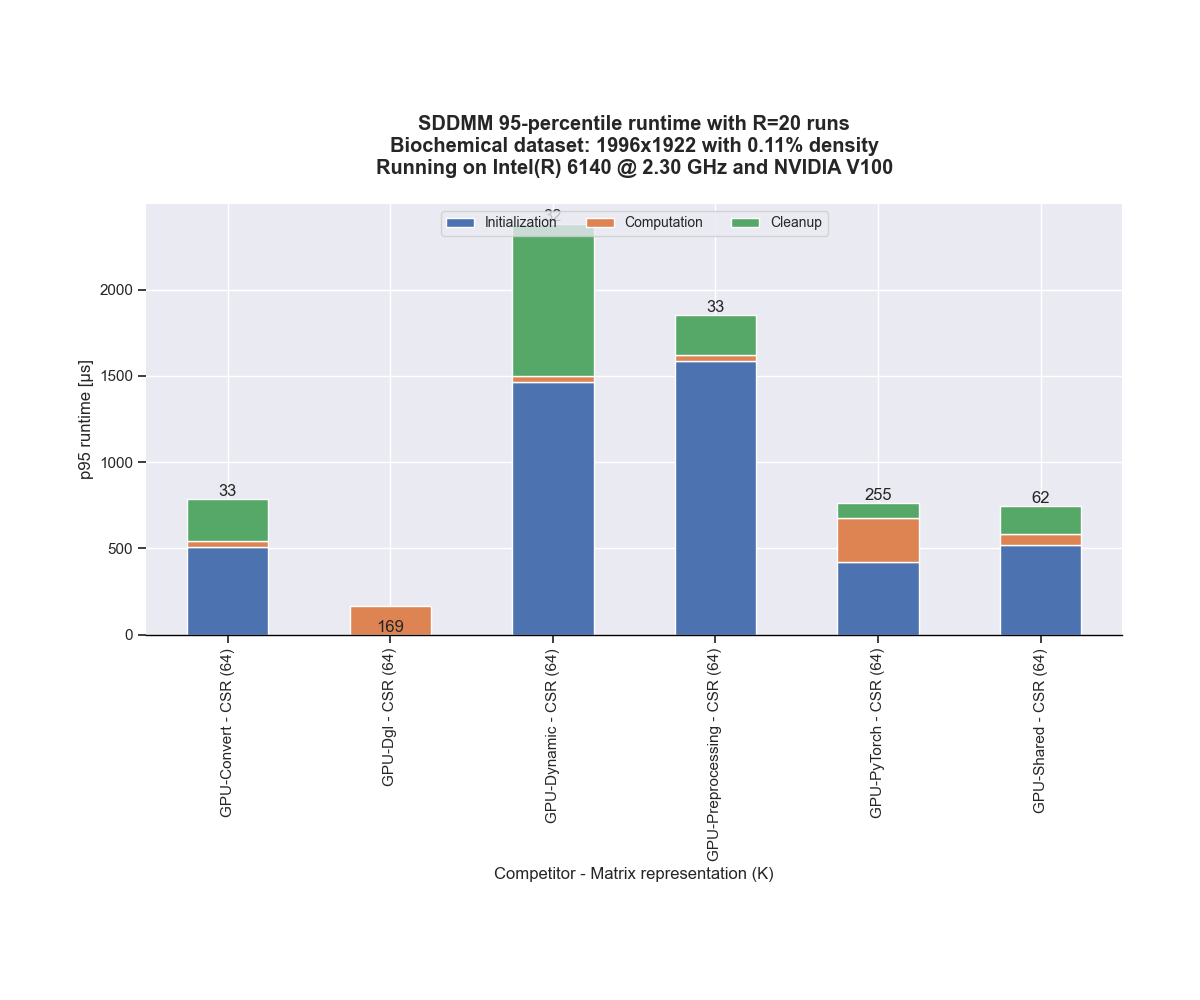 SDDMM 95-percentile runtime with R=20 runs
Biochemical dataset: 1996x1922 with 0.11% density
Running on Intel(R) 6140 @ 2.30 GHz and NVIDIA V100
32
Initialization Computation Cleanup
p95 runtime [µs]
2000
1500
1000
500
0
33
169
33
255
62
GPU-Convert - CSR (64)
GPU-Dgl - CSR (64)
GPU-Dynamic - CSR (64)
GPU-Preprocessing - CSR (64)
GPU-PyTorch - CSR (64)
GPU-Shared - CSR (64)
Competitor - Matrix representation (K)